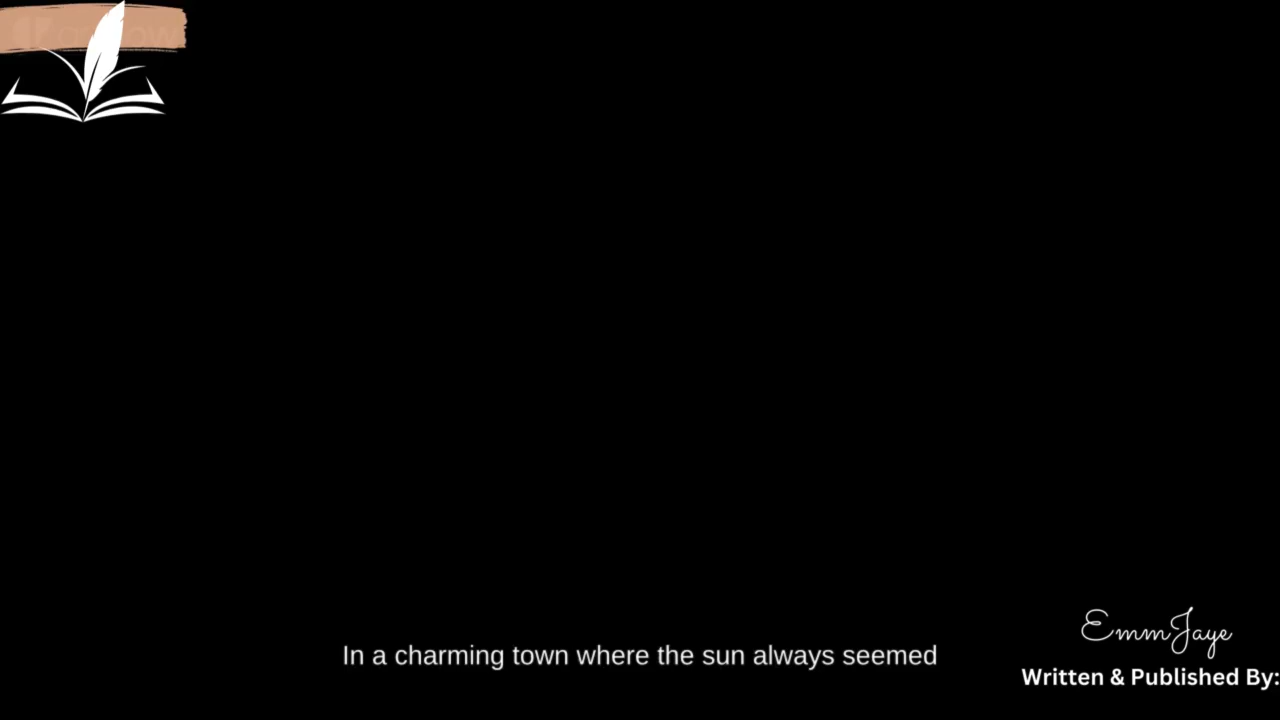 In a charming town where the sun always seemed
EmmJaye
Written & Published By: